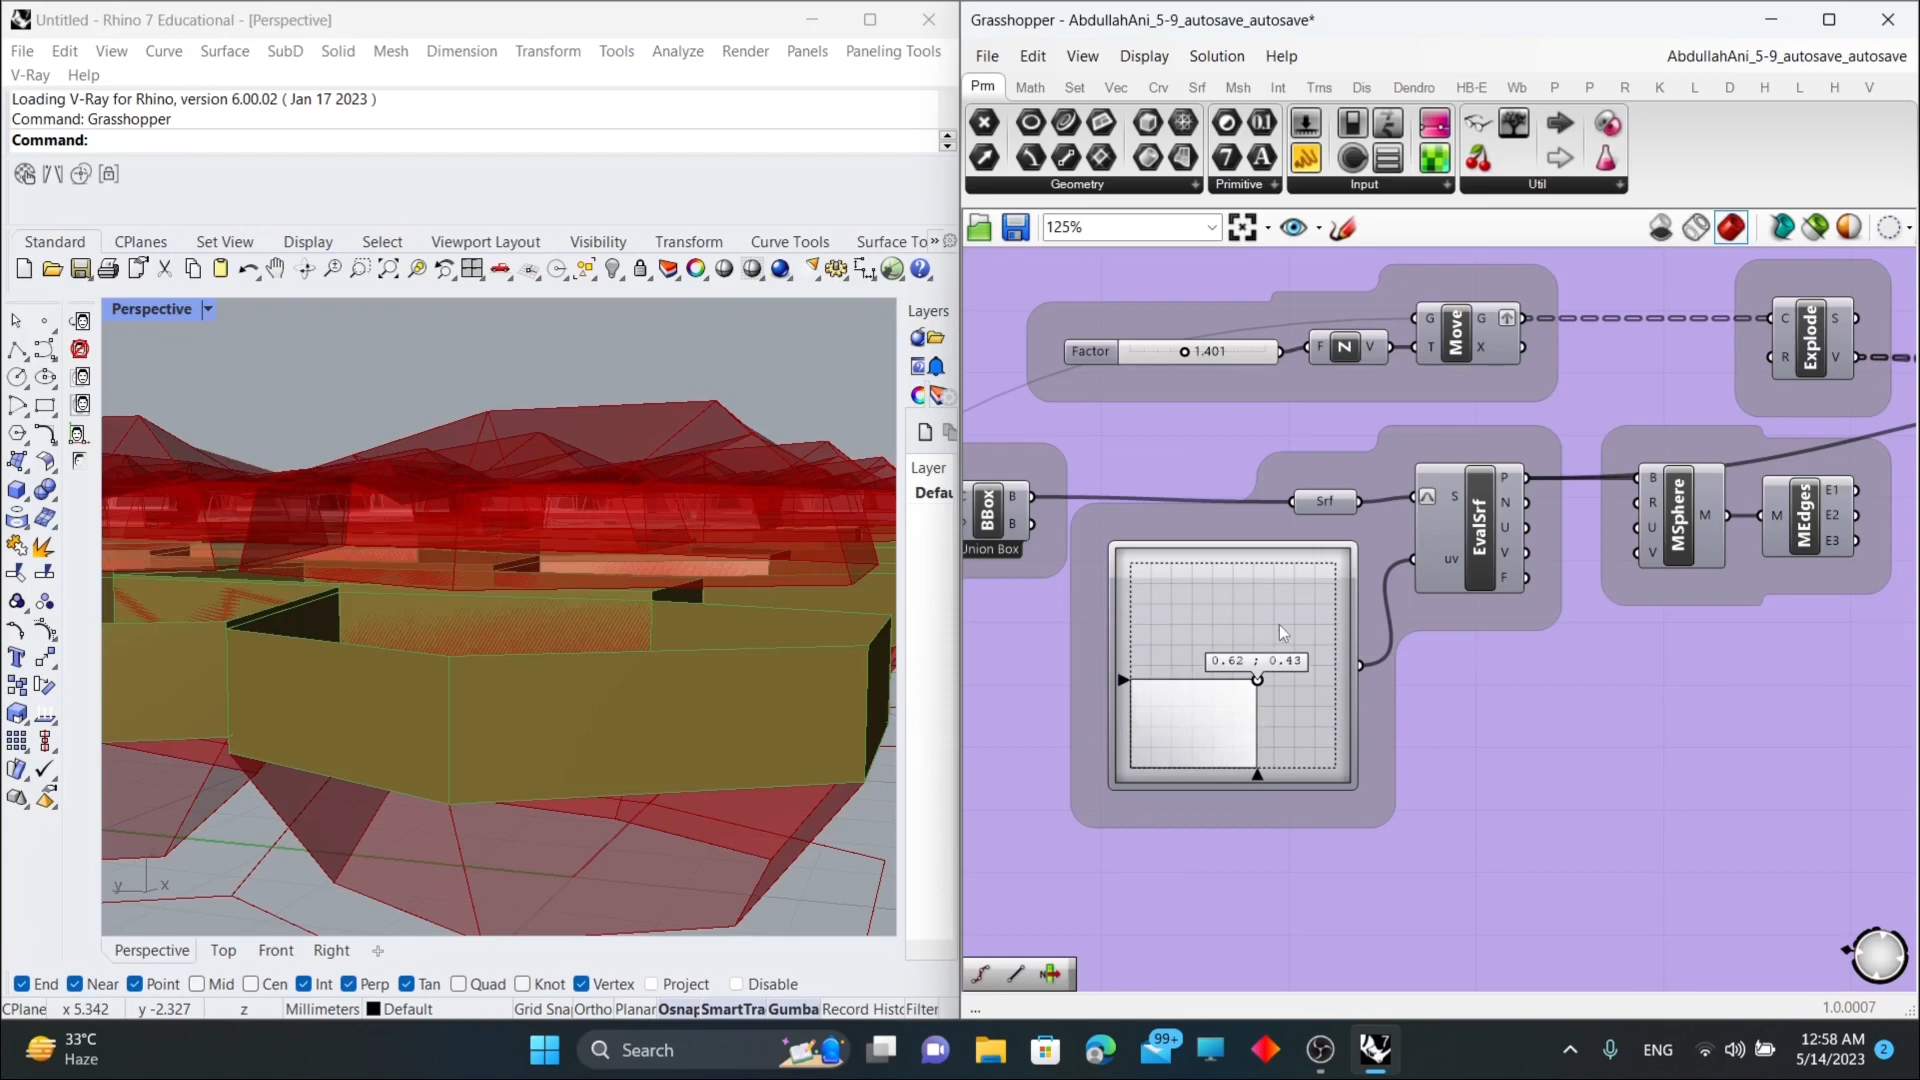 Untitled - Rhino 7 Educational - [Perspective]
File Edit View Curve Surface SubD Solid Mesh Dimension Transform Tools Analyze Render Panels Paneling Tools
V-Ray Help
Loading V-Ray for Rhino, version 6.00.02 ( Jan 17 2023 )
Command: Grasshopper
Command:
Standard CPlanes Set View Display Select Viewport Layout Visibility Transform Curve Tools Surface To »
Perspective
Layers
Layer
Defau
y x
Perspective Top Front Right
End Near Point Mid Cen Int Perp Tan Quad Knot Vertex Project Disable
CPlane x 5.342 y -2.327 z Millimeters Default Grid Sna Ortho Planar Osnap SmartTra Gumba Record Histo Filter
Grasshopper - AbdullahAni_5-9_autosave_autosave*
File Edit View Display Solution Help AbdullahAni_5-9_autosave_autosave
Prm Math Set Vec Crv Srf Msh Int Trns Dis Dendro HB-E Wb P P R K L D H L H V
Geometry Primitive Input Util
125%
Factor 1.401
F Z V
G T Move G X
C R Explode S V
BBox B B
Union Box
Srf
S uv EvalSrf P N U V F
B R U V MSphere M
M MEdges E1 E2 E3
0.62 ; 0.43
...
1.0.0007
33°C
Haze
Search
99+
ENG
12:58 AM
5/14/2023
2